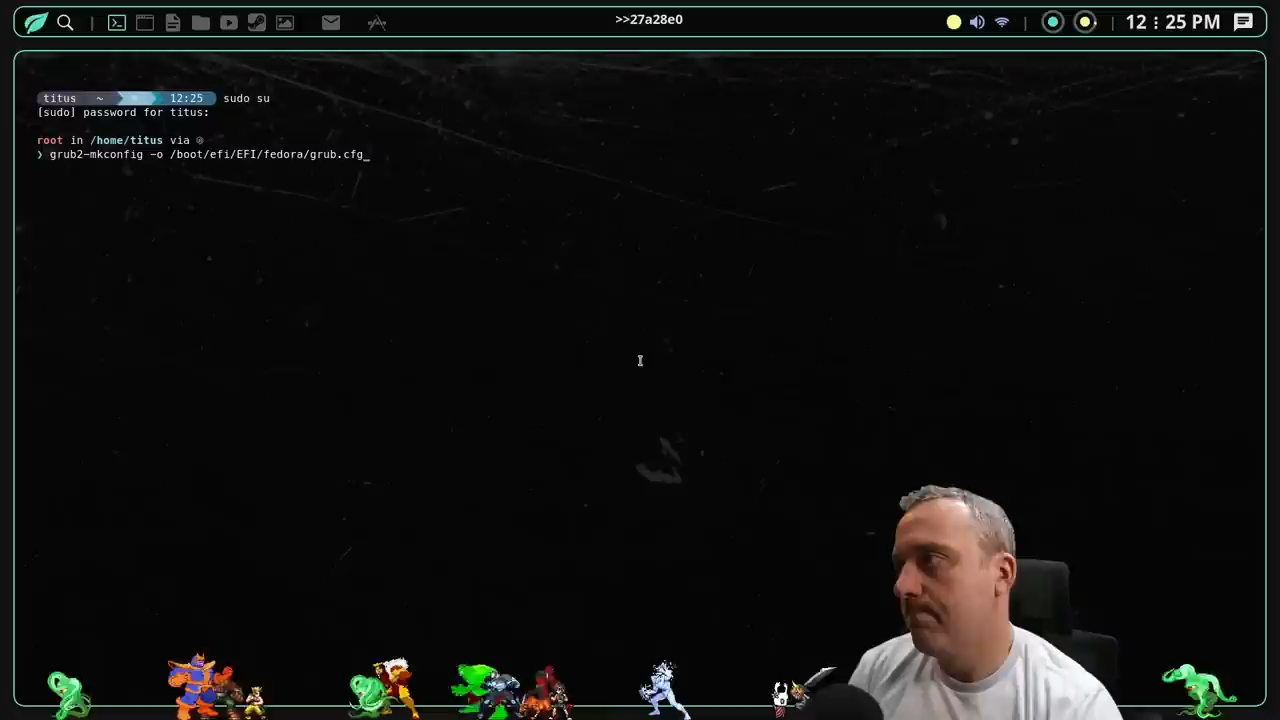 >>27a28e0
12 : 25 PM
titus ~ 12:25 sudo su
[sudo] password for titus:
root in /home/titus via
❯ grub2-mkconfig -o /boot/efi/EFI/fedora/grub.cfg_